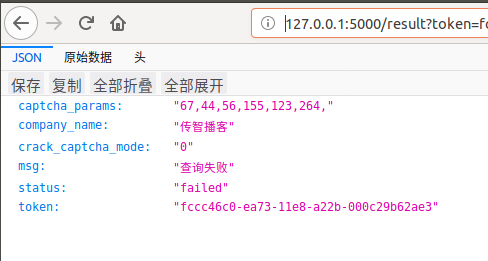 127.0.0.1:5000/result?token=fc
JSON 原始数据 头
保存 复制 全部折叠 全部展开
captcha_params: "67,44,56,155,123,264,"
company_name: "传智播客"
crack_captcha_mode: "0"
msg: "查询失败"
status: "failed"
token: "fccc46c0-ea73-11e8-a22b-000c29b62ae3"